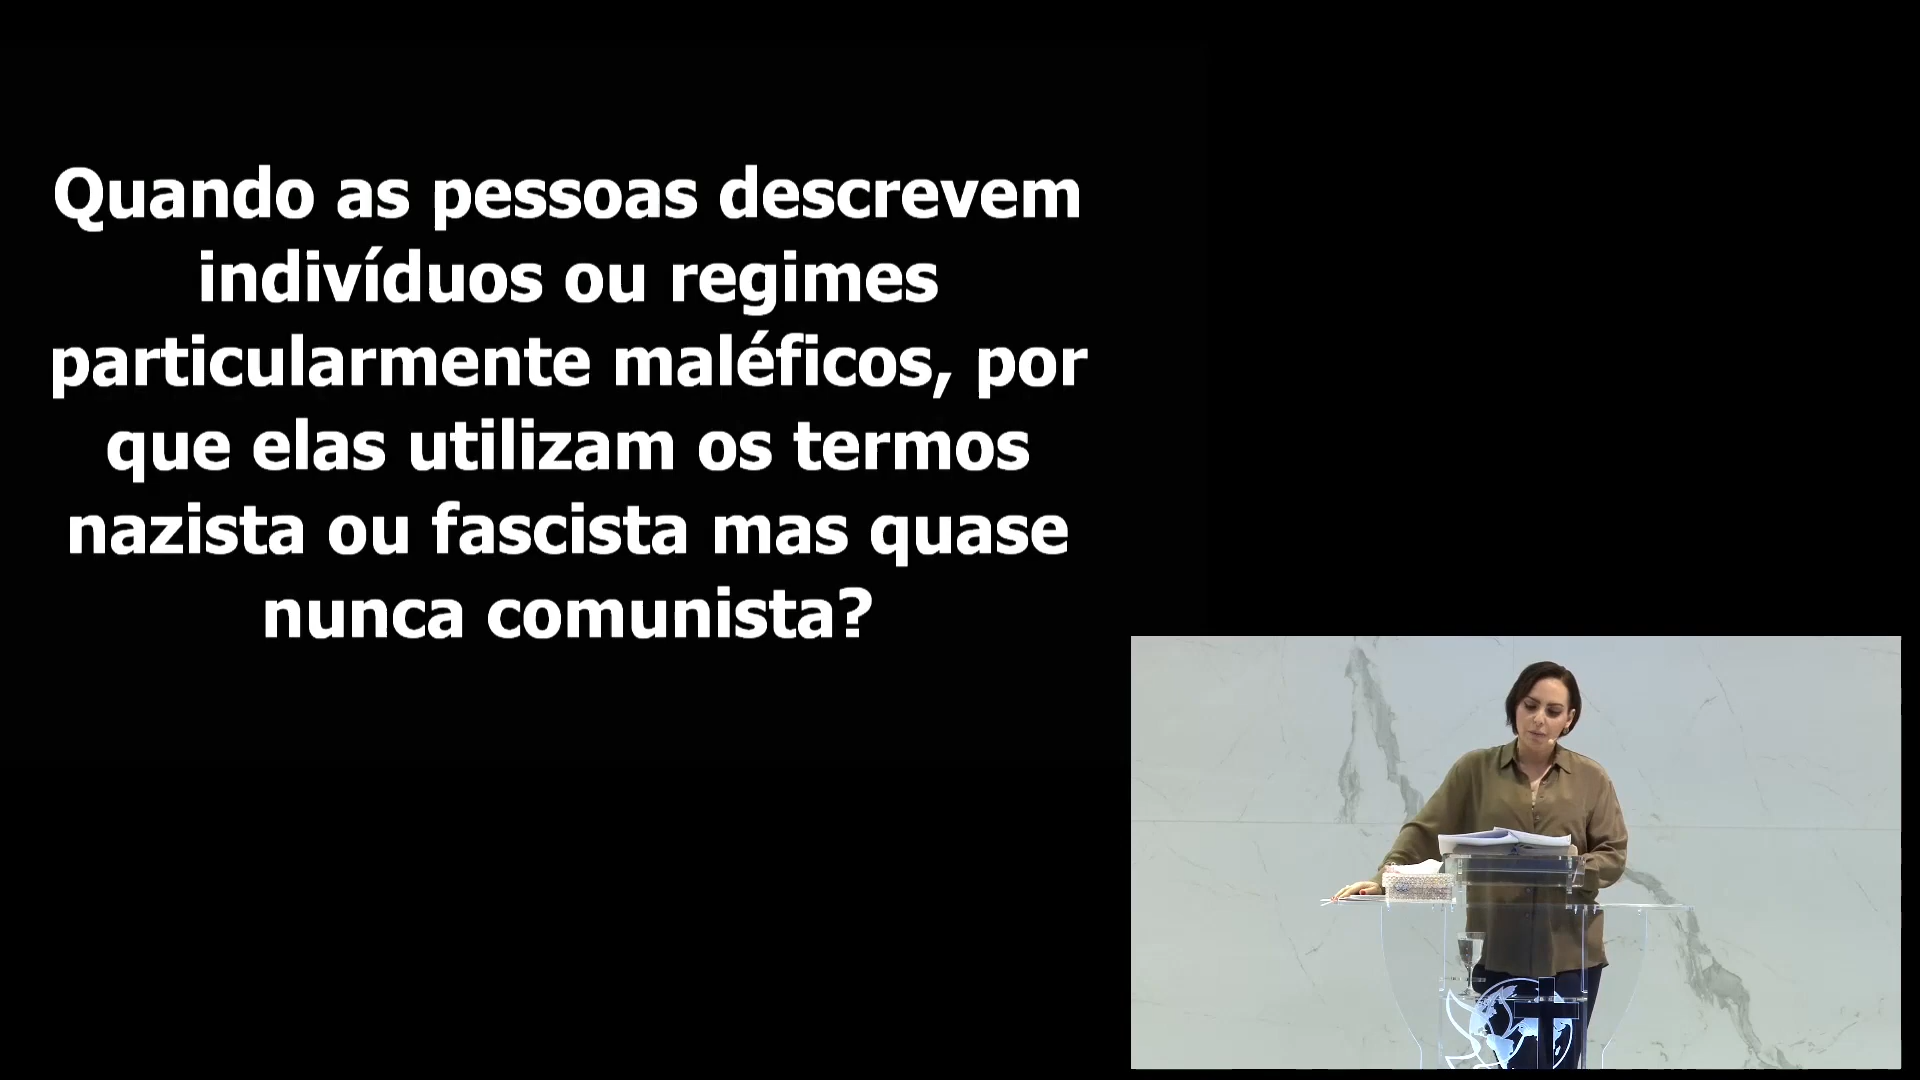 Quando as pessoas descrevem
indivíduos ou regimes
particularmente maléficos, por
que elas utilizam os termos
nazista ou fascista mas quase
nunca comunista?